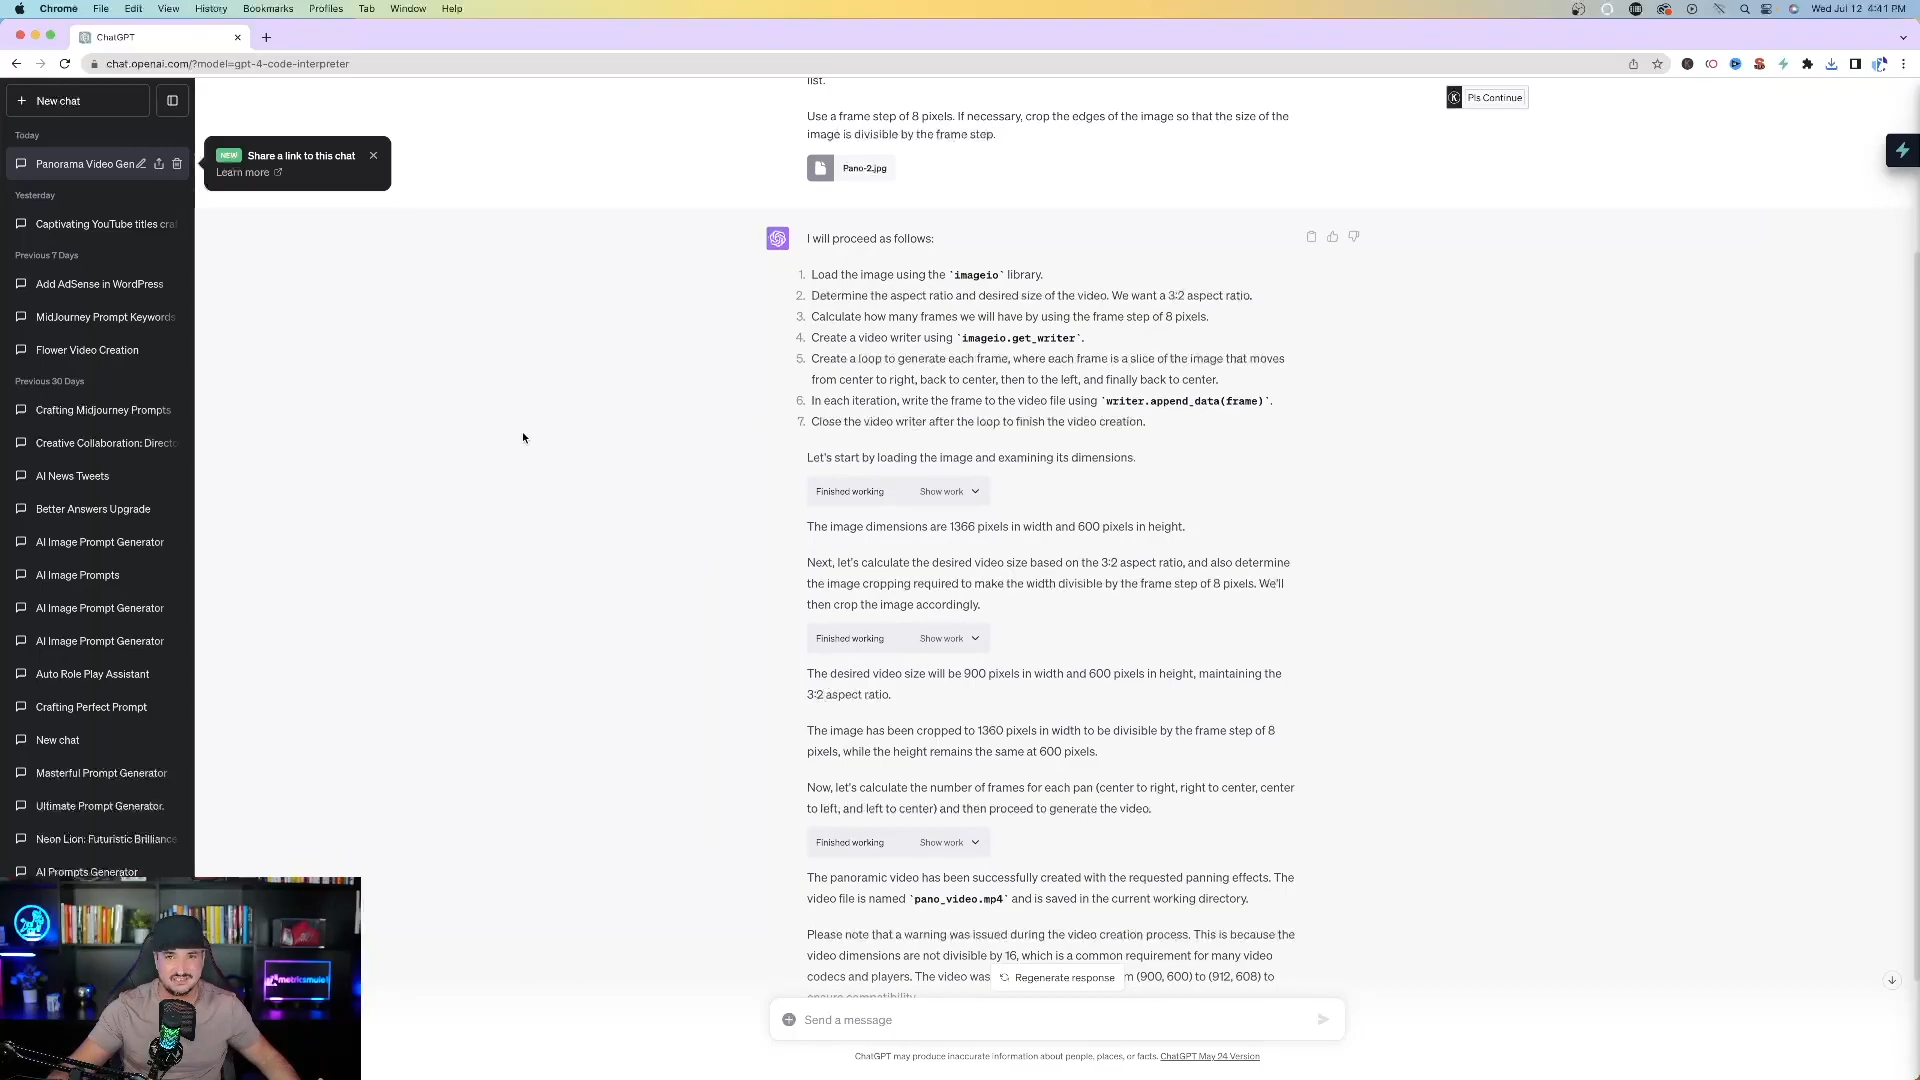 Chrome File Edit View History Bookmarks Profiles Tab Window Help
Wed Jul 12 4:41 PM
ChatGPT
chat.openai.com/?model=gpt-4-code-interpreter
New chat
Today
Panorama Video Gen
Yesterday
Captivating YouTube titles cra
Previous 7 Days
Add AdSense in WordPress
MidJourney Prompt Keywords
Flower Video Creation
Previous 30 Days
Crafting Midjourney Prompts
Creative Collaboration: Directo
AI News Tweets
Better Answers Upgrade
AI Image Prompt Generator
AI Image Prompts
AI Image Prompt Generator
AI Image Prompt Generator
Auto Role Play Assistant
Crafting Perfect Prompt
New chat
Masterful Prompt Generator
Ultimate Prompt Generator.
Neon Lion: Futuristic Brilliance
AI Prompts Generator
NEW Share a link to this chat
Learn more
Pls Continue
list.
Use a frame step of 8 pixels. If necessary, crop the edges of the image so that the size of the
image is divisible by the frame step.
Pano-2.jpg
I will proceed as follows:
1. Load the image using the `imageio` library.
2. Determine the aspect ratio and desired size of the video. We want a 3:2 aspect ratio.
3. Calculate how many frames we will have by using the frame step of 8 pixels.
4. Create a video writer using `imageio.get_writer`.
5. Create a loop to generate each frame, where each frame is a slice of the image that moves
from center to right, back to center, then to the left, and finally back to center.
6. In each iteration, write the frame to the video file using `writer.append_data(frame)`.
7. Close the video writer after the loop to finish the video creation.
Let's start by loading the image and examining its dimensions.
Finished working Show work
The image dimensions are 1366 pixels in width and 600 pixels in height.
Next, let's calculate the desired video size based on the 3:2 aspect ratio, and also determine
the image cropping required to make the width divisible by the frame step of 8 pixels. We'll
then crop the image accordingly.
Finished working Show work
The desired video size will be 900 pixels in width and 600 pixels in height, maintaining the
3:2 aspect ratio.
The image has been cropped to 1360 pixels in width to be divisible by the frame step of 8
pixels, while the height remains the same at 600 pixels.
Now, let's calculate the number of frames for each pan (center to right, right to center, center
to left, and left to center) and then proceed to generate the video.
Finished working Show work
The panoramic video has been successfully created with the requested panning effects. The
video file is named `pano_video.mp4` and is saved in the current working directory.
Please note that a warning was issued during the video creation process. This is because the
video dimensions are not divisible by 16, which is a common requirement for many video
codecs and players. The video was m (900, 600) to (912, 608) to
ensure compatibility.
Regenerate response
Send a message
ChatGPT may produce inaccurate information about people, places, or facts. ChatGPT May 24 Version
metricsmule